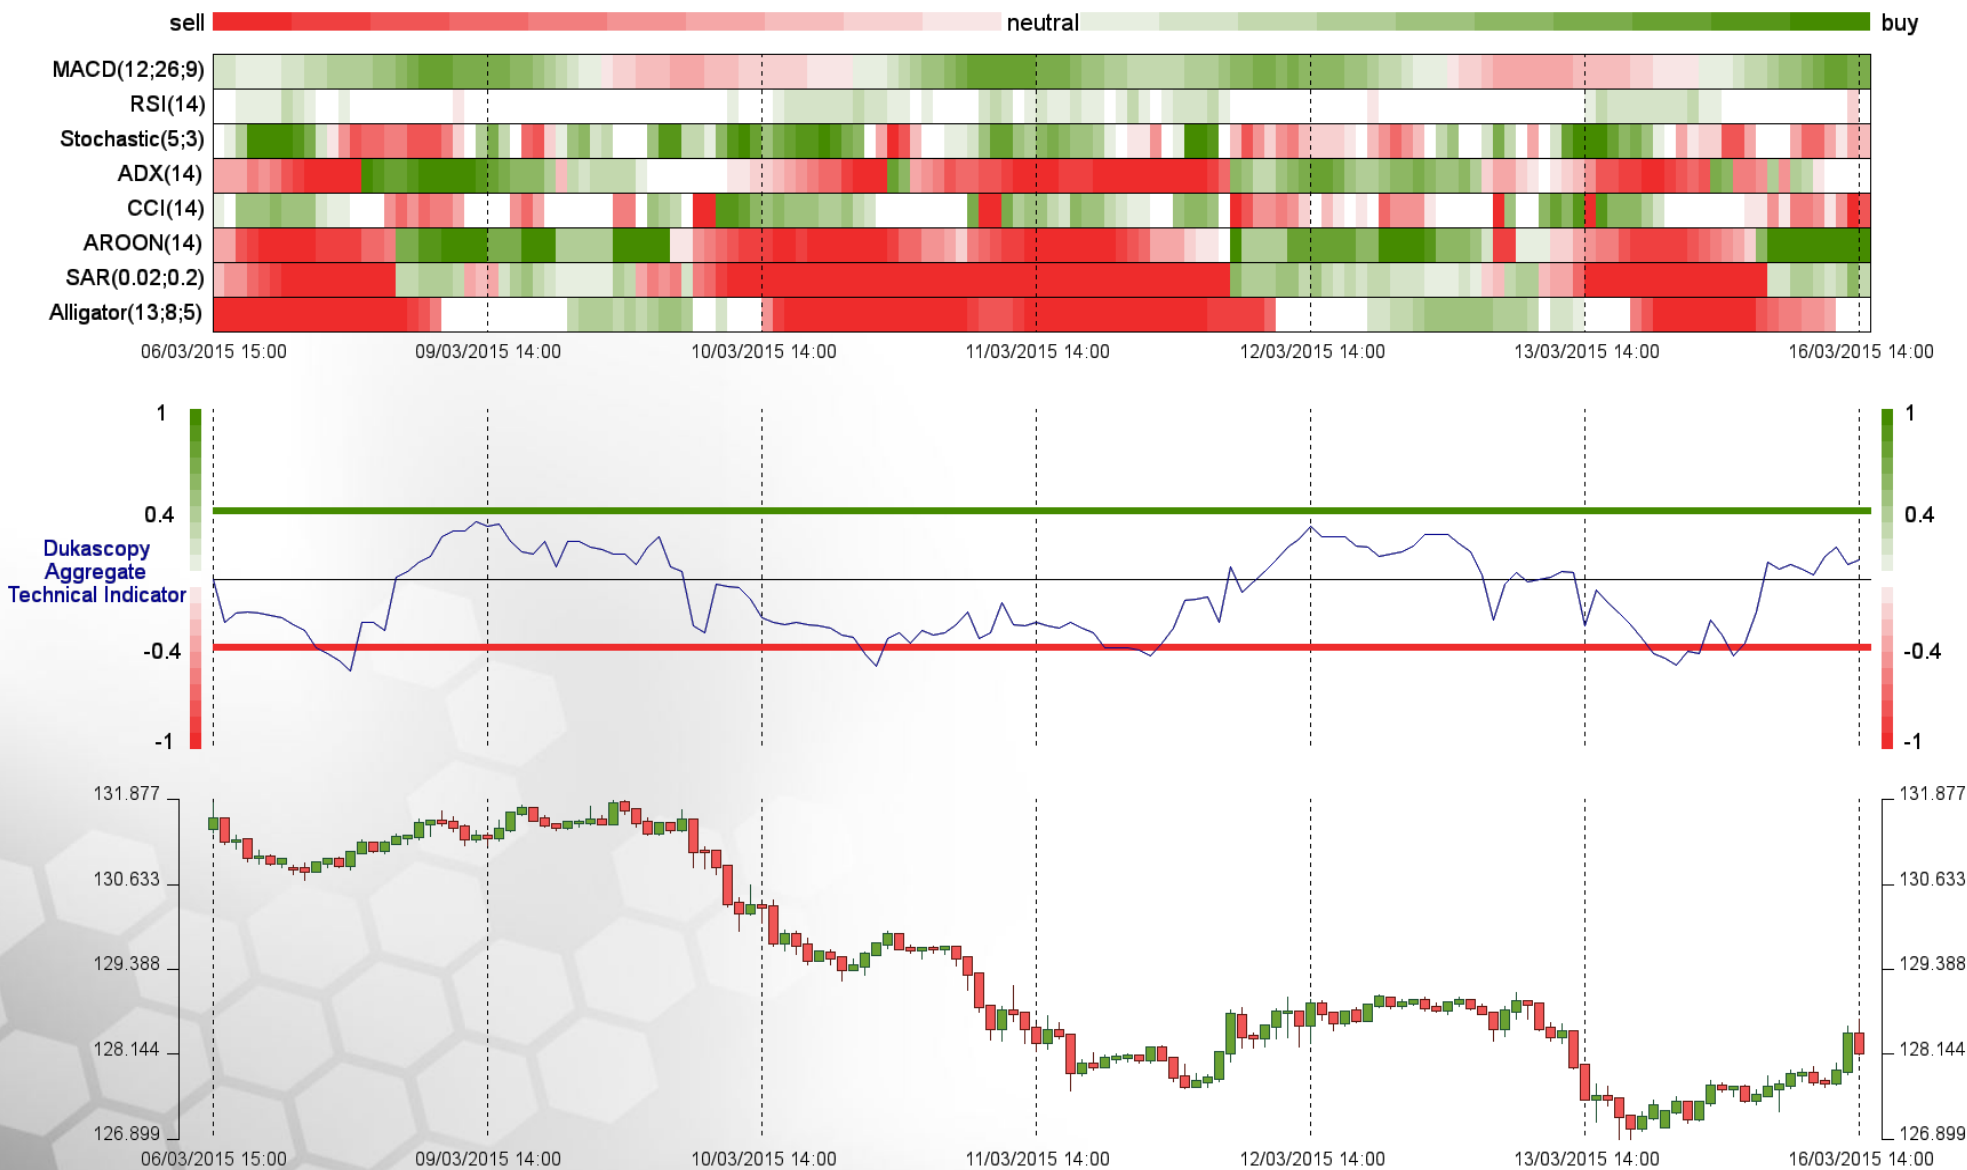 sell neutral buy
MACD(12;26;9)
RSI(14)
Stochastic(5;3)
ADX(14)
CCI(14)
AROON(14)
SAR(0.02;0.2)
Alligator(13;8;5)
06/03/2015 15:00 09/03/2015 14:00 10/03/2015 14:00 11/03/2015 14:00 12/03/2015 14:00 13/03/2015 14:00 16/03/2015 14:00
1 1
0.4 0.4
Dukascopy
Aggregate
Technical Indicator
-0.4 -0.4
-1 -1
131.877 131.877
130.633 130.633
129.388 129.388
128.144 128.144
126.899 126.899
06/03/2015 15:00 09/03/2015 14:00 10/03/2015 14:00 11/03/2015 14:00 12/03/2015 14:00 13/03/2015 14:00 16/03/2015 14:00